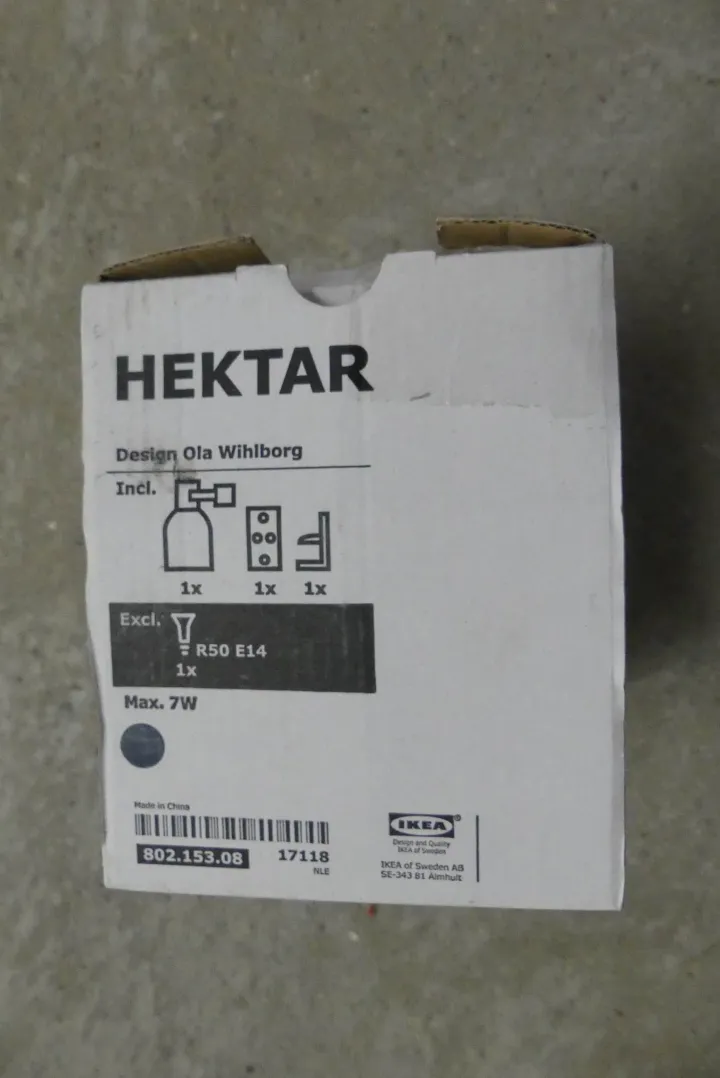 HEKTAR
Design Ola Wihlborg
Incl.
1x 1x 1x
Excl.
R50 E14
1x
Max. 7W
Made in China
802.153.08 17118
NLE
IKEA®
Design and Quality
IKEA of Sweden
IKEA of Sweden AB
SE-343 81 Älmhult